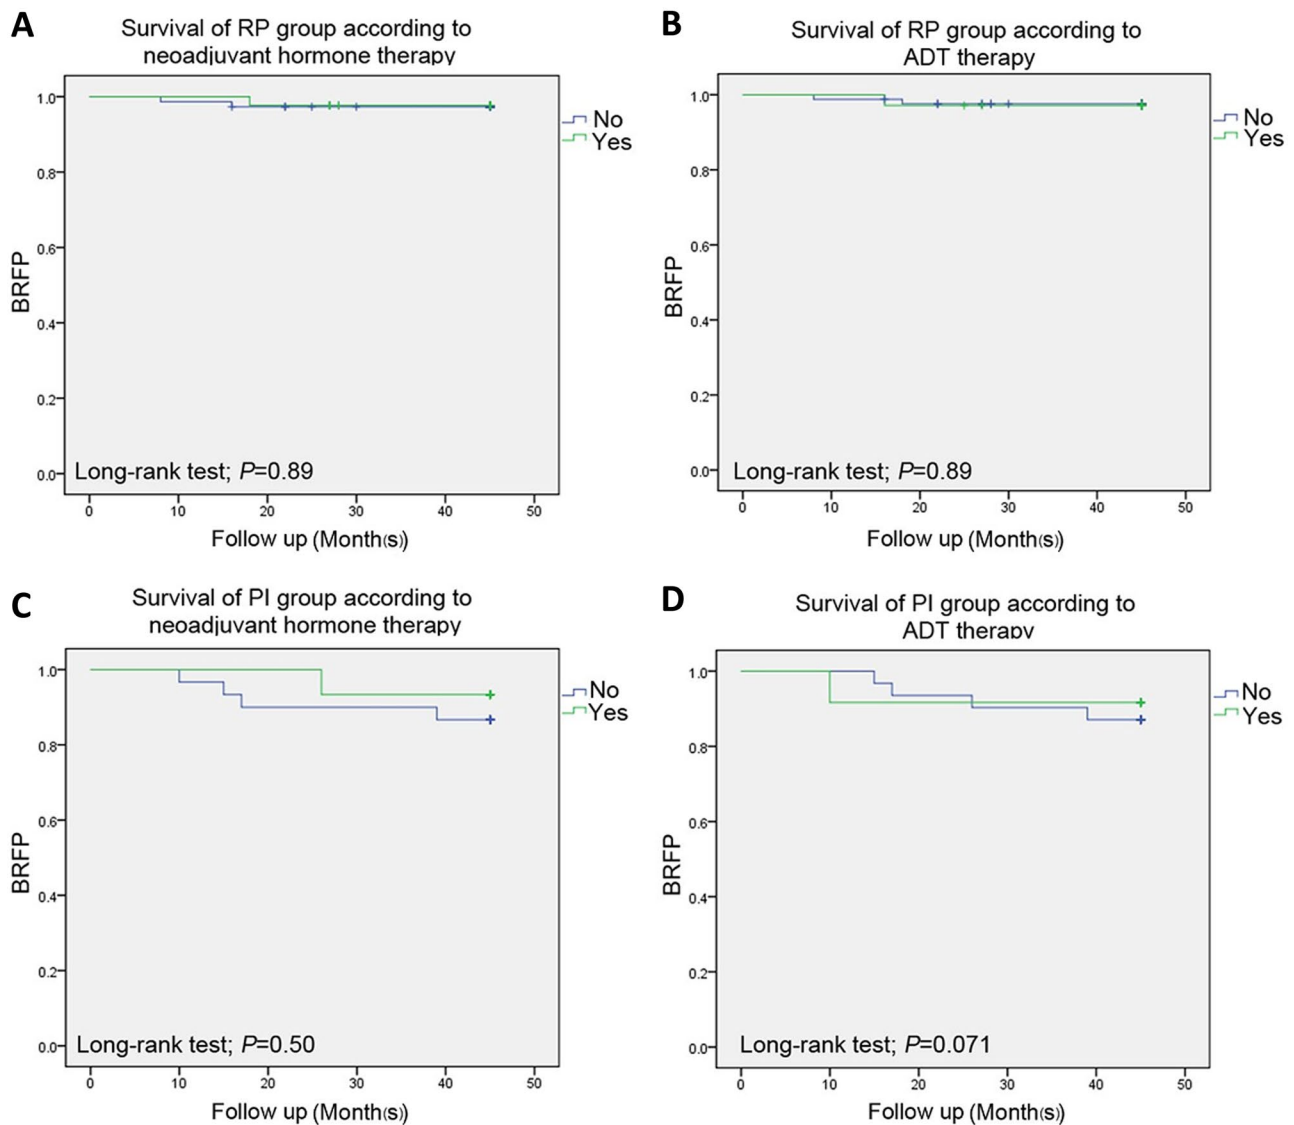 A
Survival of RP group according to
neoadjuvant hormone therapy
1.0
0.8
0.6
0.4
0.2
0.0
BRFP
No
Yes
Long-rank test; P=0.89
0 10 20 30 40 50
Follow up (Month(s))
B
Survival of RP group according to
ADT therapy
1.0
0.8
0.6
0.4
0.2
0.0
BRFP
No
Yes
Long-rank test; P=0.89
0 10 20 30 40 50
Follow up (Month(s))
C
Survival of PI group according to
neoadjuvant hormone therapy
1.0
0.8
0.6
0.4
0.2
0.0
BRFP
No
Yes
Long-rank test; P=0.50
0 10 20 30 40 50
Follow up (Month(s))
D
Survival of PI group according to
ADT therapy
1.0
0.8
0.6
0.4
0.2
0.0
BRFP
No
Yes
Long-rank test; P=0.071
0 10 20 30 40 50
Follow up (Month(s))